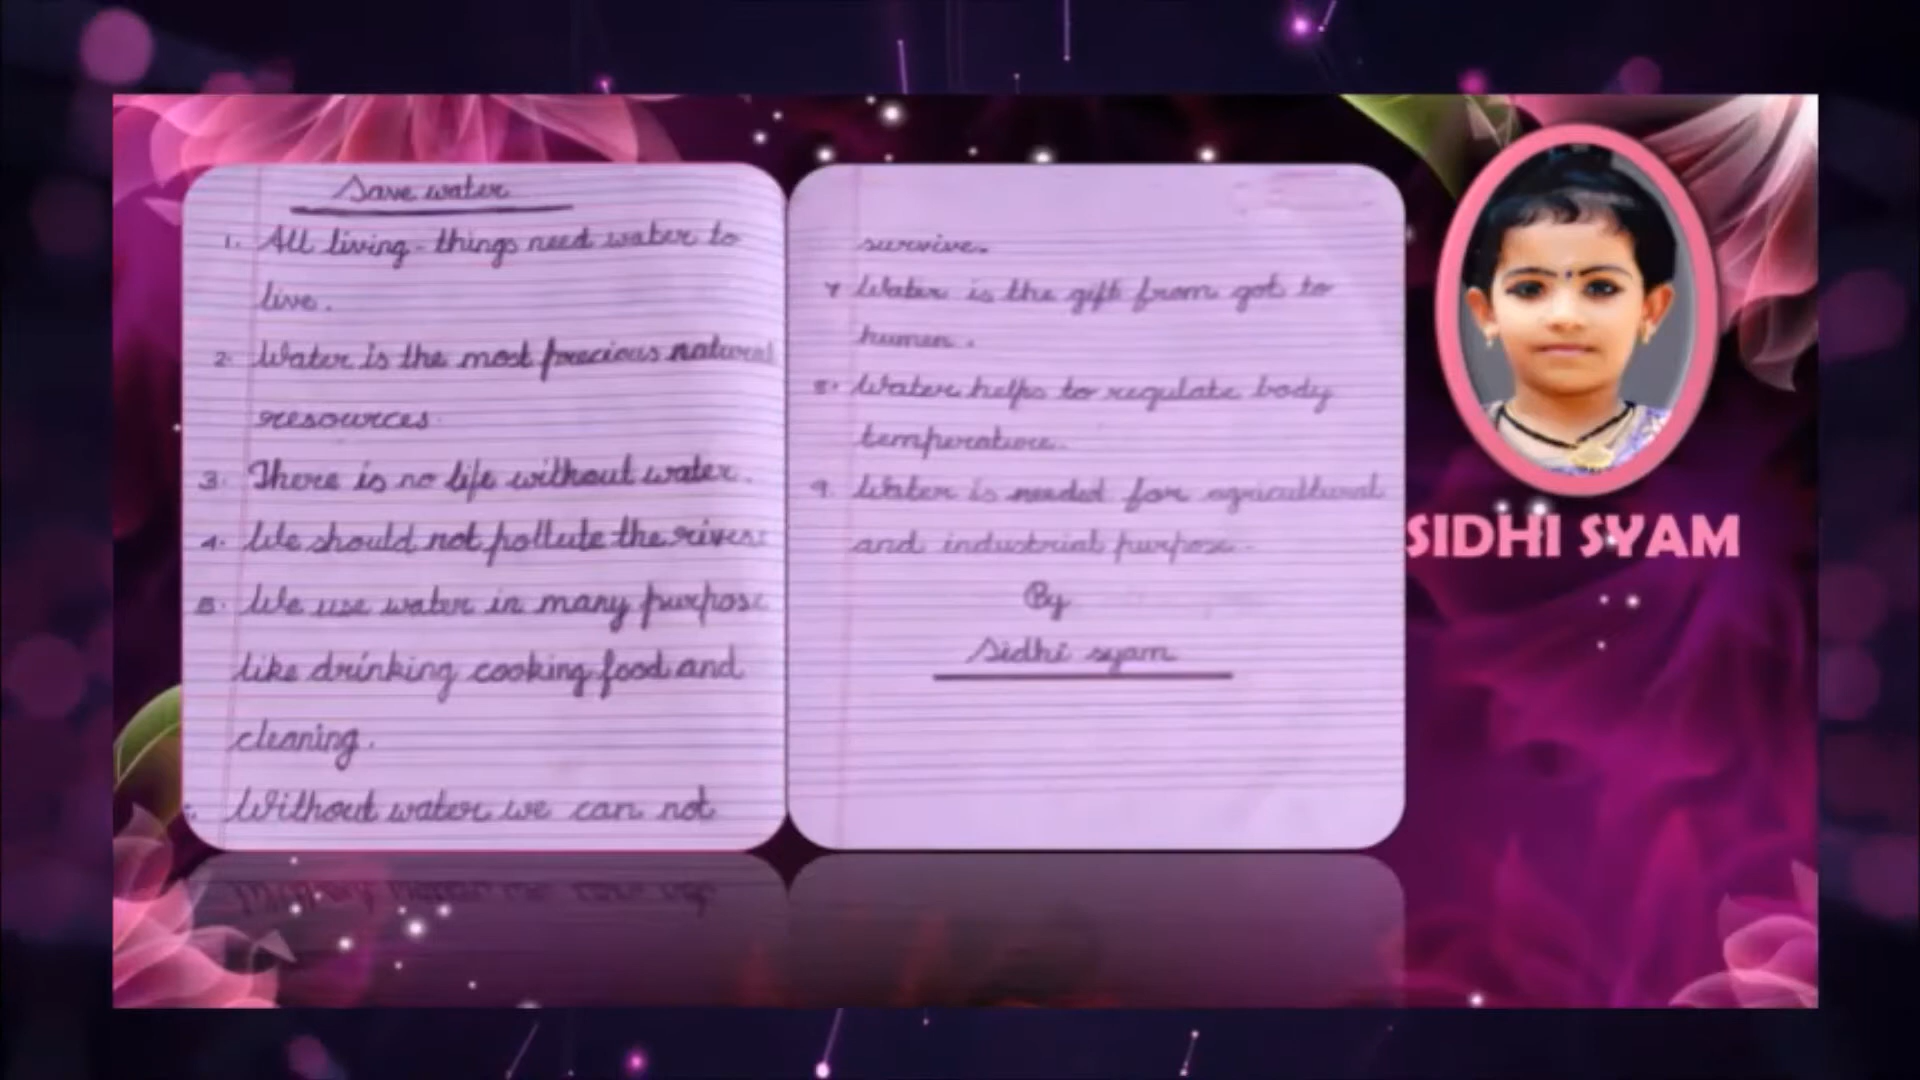 Save water
1. All living things need water to
live.
2. Water is the most precious natural
resources.
3. There is no life without water.
4. We should not pollute the rivers
5. We use water in many purpose
like drinking cooking food and
cleaning.
Without water we can not
survive.
7 Water is the gift from got to
humen.
8. Water helps to regulate body
temperature.
9. Water is needed for agricultural
and industrial purpose.
By
Sidhi syam
SIDHI SYAM